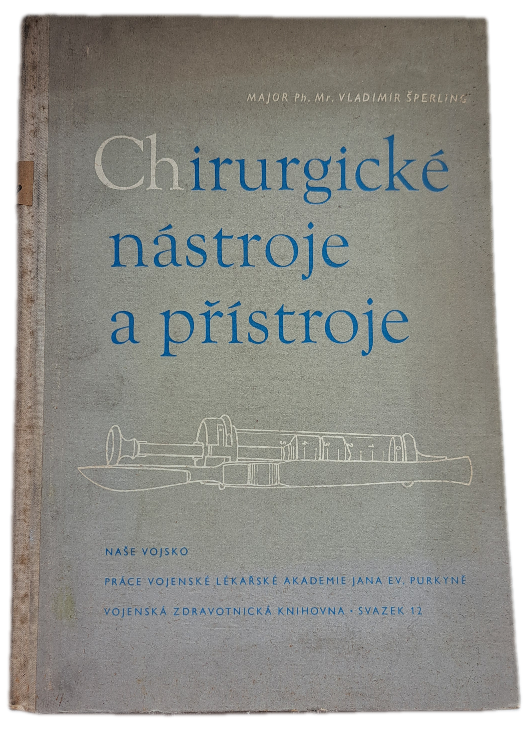 MAJOR Ph. Mr. VLADIMÍR ŠPERLING
Chirurgické
nástroje
a přístroje
NAŠE VOJSKO
PRÁCE VOJENSKÉ LÉKAŘSKÉ AKADEMIE JANA EV. PURKYNĚ
VOJENSKÁ ZDRAVOTNICKÁ KNIHOVNA · SVAZEK 12